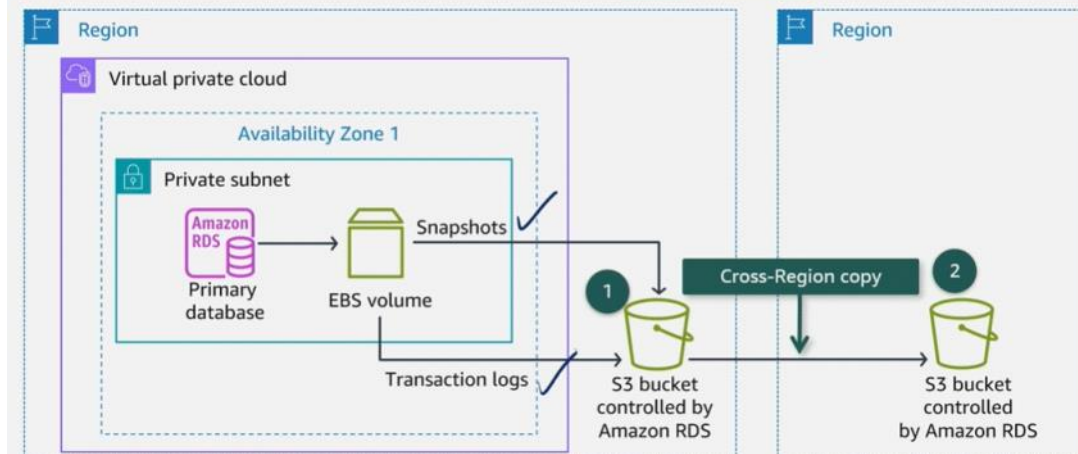 Region
Region
Virtual private cloud
Availability Zone 1
Private subnet
Amazon
RDS
Primary
database
EBS volume
Snapshots
Transaction logs
1
Cross-Region copy
2
S3 bucket
controlled by
Amazon RDS
S3 bucket
controlled
by Amazon RDS